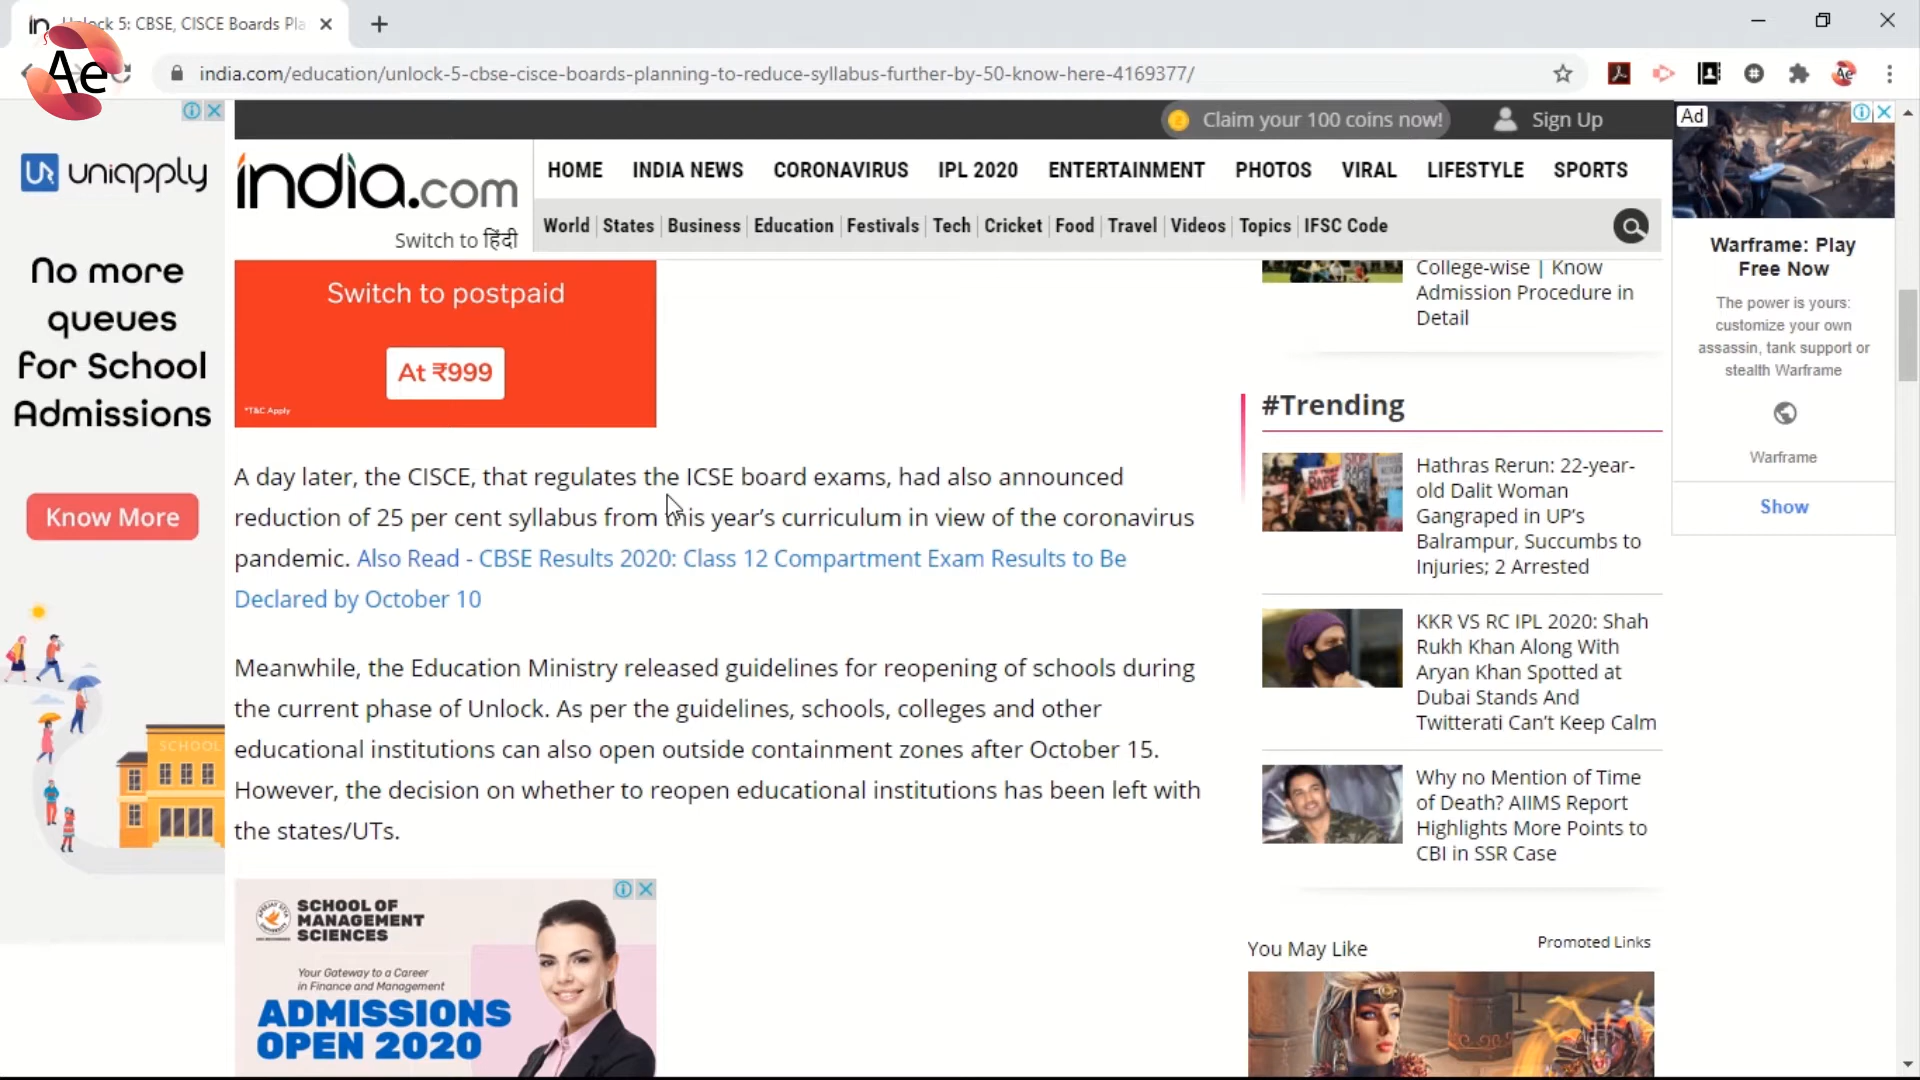 Unlock 5: CBSE, CISCE Boards Pla
Ae
india.com/education/unlock-5-cbse-cisce-boards-planning-to-reduce-syllabus-further-by-50-know-here-4169377/
Claim your 100 coins now!
Sign Up
india.com
Switch to हिंदी
HOME INDIA NEWS CORONAVIRUS IPL 2020 ENTERTAINMENT PHOTOS VIRAL LIFESTYLE SPORTS
World States Business Education Festivals Tech Cricket Food Travel Videos Topics IFSC Code
uniapply
No more
queues
for School
Admissions
Know More
SCHOOL
Switch to postpaid
At ₹999
*T&C Apply
A day later, the CISCE, that regulates the ICSE board exams, had also announced
reduction of 25 per cent syllabus from this year’s curriculum in view of the coronavirus
pandemic. Also Read - CBSE Results 2020: Class 12 Compartment Exam Results to Be
Declared by October 10
Meanwhile, the Education Ministry released guidelines for reopening of schools during
the current phase of Unlock. As per the guidelines, schools, colleges and other
educational institutions can also open outside containment zones after October 15.
However, the decision on whether to reopen educational institutions has been left with
the states/UTs.
SCHOOL OF
MANAGEMENT
SCIENCES
Your Gateway to a Career
in Finance and Management
ADMISSIONS
OPEN 2020
College-wise | Know
Admission Procedure in
Detail
#Trending
Hathras Rerun: 22-year-
old Dalit Woman
Gangraped in UP’s
Balrampur, Succumbs to
Injuries; 2 Arrested
KKR VS RC IPL 2020: Shah
Rukh Khan Along With
Aryan Khan Spotted at
Dubai Stands And
Twitterati Can’t Keep Calm
Why no Mention of Time
of Death? AIIMS Report
Highlights More Points to
CBI in SSR Case
You May Like
Promoted Links
Ad
Warframe: Play
Free Now
The power is yours:
customize your own
assassin, tank support or
stealth Warframe
Warframe
Show